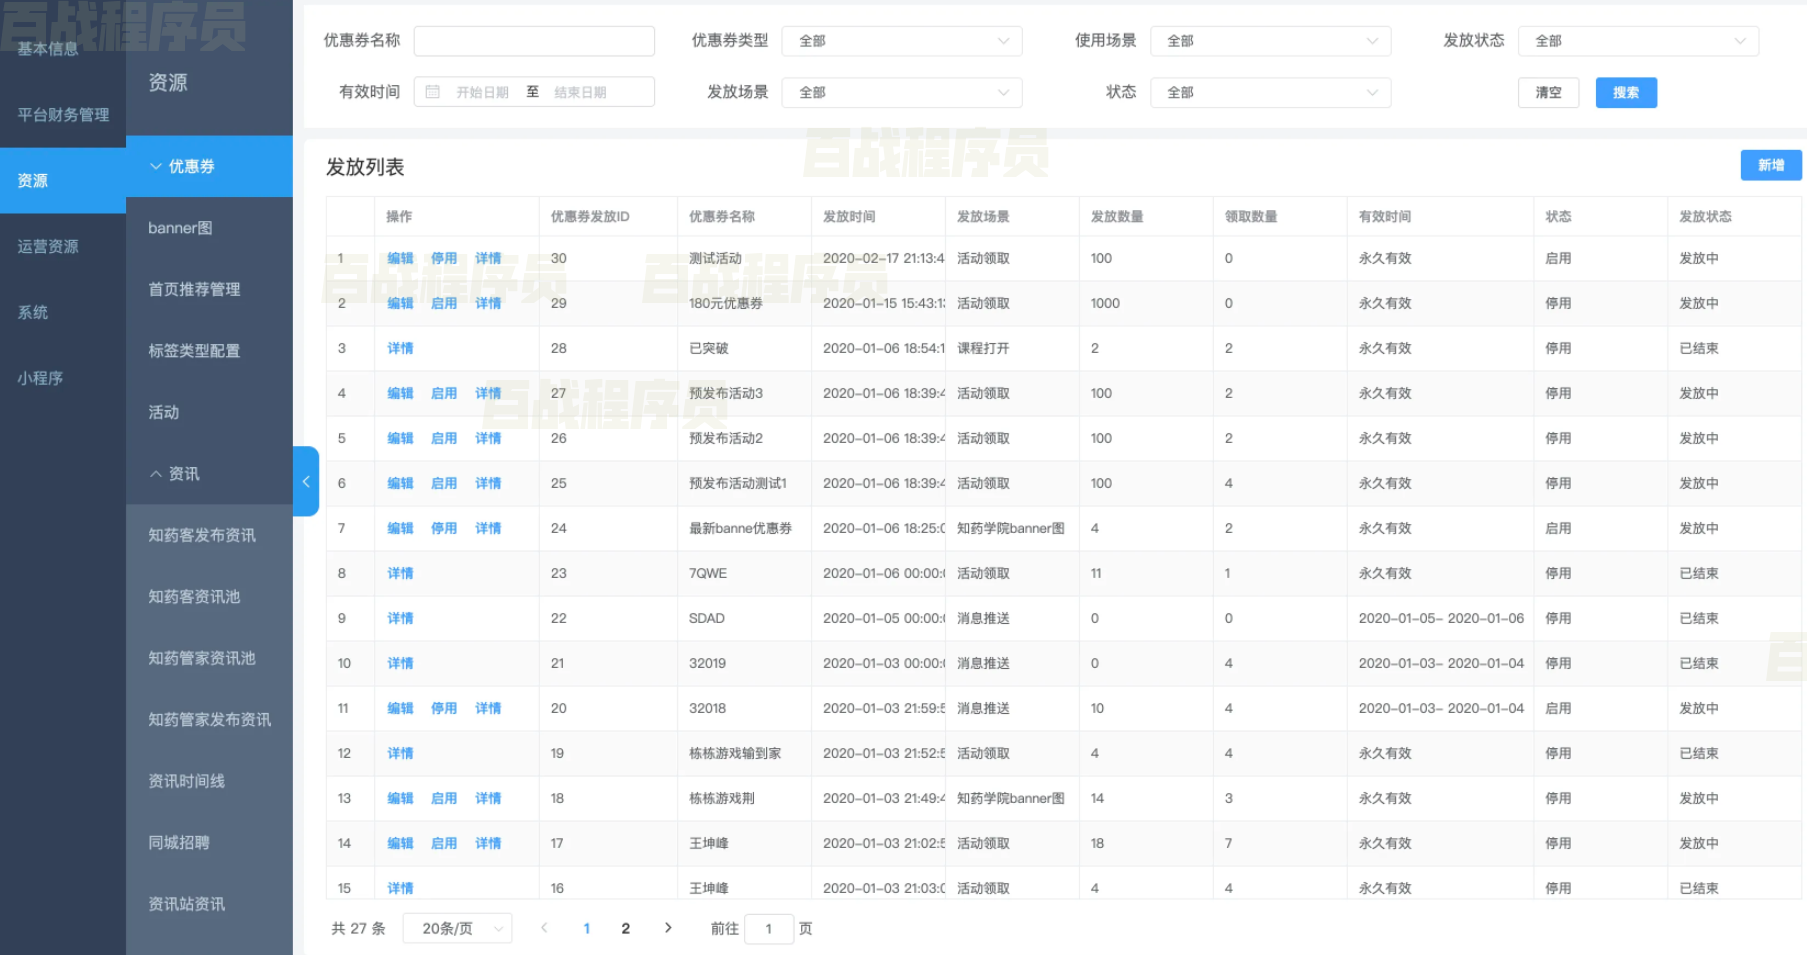 百战程序员
基本信息
平台财务管理
资源
运营资源
系统
小程序
资源
优惠券
banner图
首页推荐管理
标签类型配置
活动
资讯
知药客发布资讯
知药客资讯池
知药管家资讯池
知药管家发布资讯
资讯时间线
同城招聘
资讯站资讯
优惠券名称 优惠券类型 全部 使用场景 全部 发放状态 全部
有效时间 开始日期 至 结束日期 发放场景 全部 状态 全部 清空 搜索
百战程序员
发放列表 新增
操作 优惠券发放ID 优惠券名称 发放时间 发放场景 发放数量 领取数量 有效时间 状态 发放状态
1 编辑 停用 详情 30 测试活动 2020-02-17 21:13:4 活动领取 100 0 永久有效 启用 发放中
百战程序员 百战程序员
2 编辑 启用 详情 29 180元优惠券 2020-01-15 15:43:1 活动领取 1000 0 永久有效 停用 发放中
3 详情 28 已突破 2020-01-06 18:54:1 课程打开 2 2 永久有效 停用 已结束
4 编辑 启用 详情 27 预发布活动3 2020-01-06 18:39:4 活动领取 100 2 永久有效 停用 发放中
百战程序员
5 编辑 启用 详情 26 预发布活动2 2020-01-06 18:39:4 活动领取 100 2 永久有效 停用 发放中
6 编辑 启用 详情 25 预发布活动测试1 2020-01-06 18:39:4 活动领取 100 4 永久有效 停用 发放中
7 编辑 停用 详情 24 最新banne优惠券 2020-01-06 18:25:0 知药学院banner图 4 2 永久有效 启用 发放中
8 详情 23 7QWE 2020-01-06 00:00: 活动领取 11 1 永久有效 停用 已结束
9 详情 22 SDAD 2020-01-05 00:00: 消息推送 0 0 2020-01-05- 2020-01-06 停用 已结束
10 详情 21 32019 2020-01-03 00:00: 消息推送 0 4 2020-01-03- 2020-01-04 停用 已结束
百
11 编辑 停用 详情 20 32018 2020-01-03 21:59:5 消息推送 10 4 2020-01-03- 2020-01-04 启用 发放中
12 详情 19 栋栋游戏输到家 2020-01-03 21:52:5 活动领取 4 4 永久有效 停用 已结束
13 编辑 启用 详情 18 栋栋游戏荆 2020-01-03 21:49:4 知药学院banner图 14 3 永久有效 停用 发放中
14 编辑 启用 详情 17 王坤峰 2020-01-03 21:02:5 活动领取 18 7 永久有效 停用 发放中
15 详情 16 王坤峰 2020-01-03 21:03:0 活动领取 4 4 永久有效 停用 已结束
共 27 条 20条/页 1 2 前往 1 页